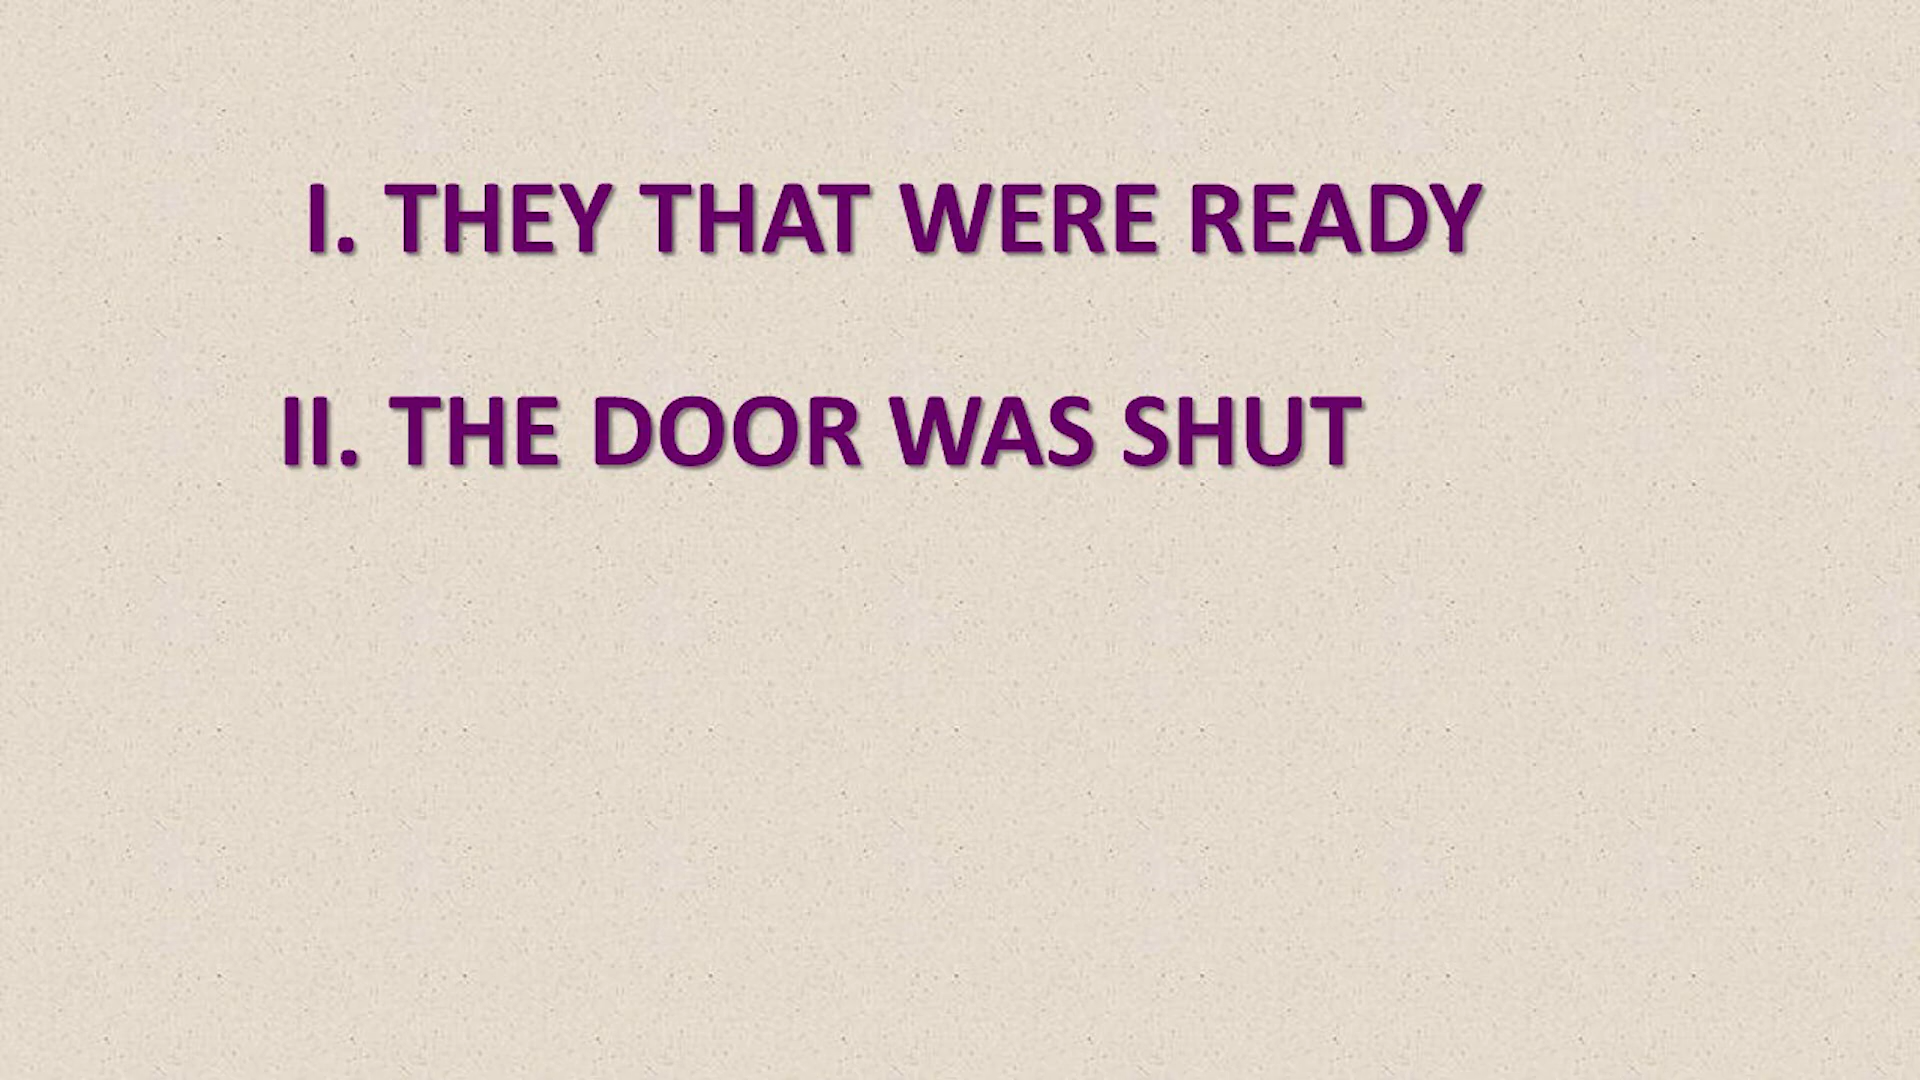 I. THEY THAT WERE READY
II. THE DOOR WAS SHUT